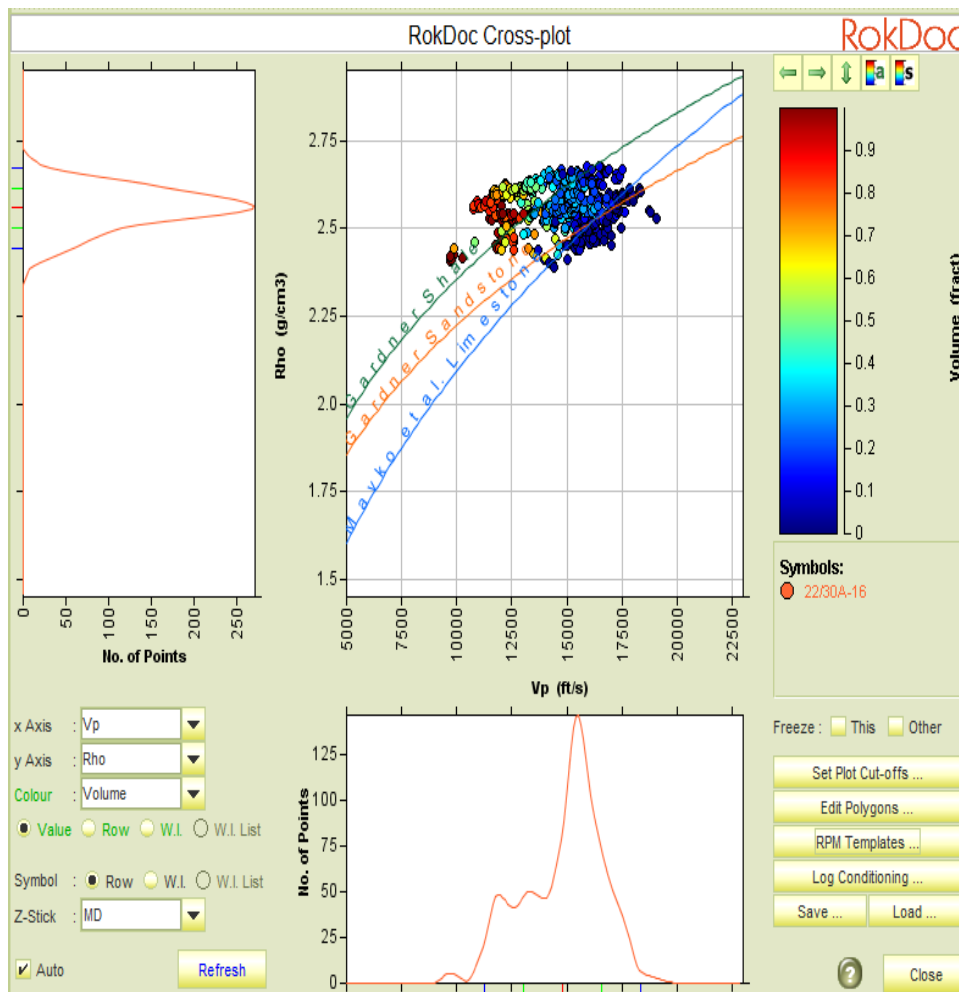 RokDoc Cross-plot
RokDoc
a
s
2.75
2.5
2.25
2.0
1.75
1.5
Rho (g/cm3)
Gardner Shale
Gardner Sandstone
Mavko et al. Limestone
0
50
100
150
200
250
No. of Points
5000
7500
10000
12500
15000
17500
20000
22500
Vp (ft/s)
0.9
0.8
0.7
0.6
0.5
0.4
0.3
0.2
0.1
0
Volume (fract)
Symbols:
22/30A-16
x Axis : Vp
y Axis : Rho
Colour : Volume
Value Row W.I. W.I. List
Symbol : Row W.I. W.I. List
Z-Stick : MD
Auto Refresh
125
100
75
50
25
0
No. of Points
Freeze : This Other
Set Plot Cut-offs ...
Edit Polygons ...
RPM Templates ...
Log Conditioning ...
Save ... Load ...
? Close